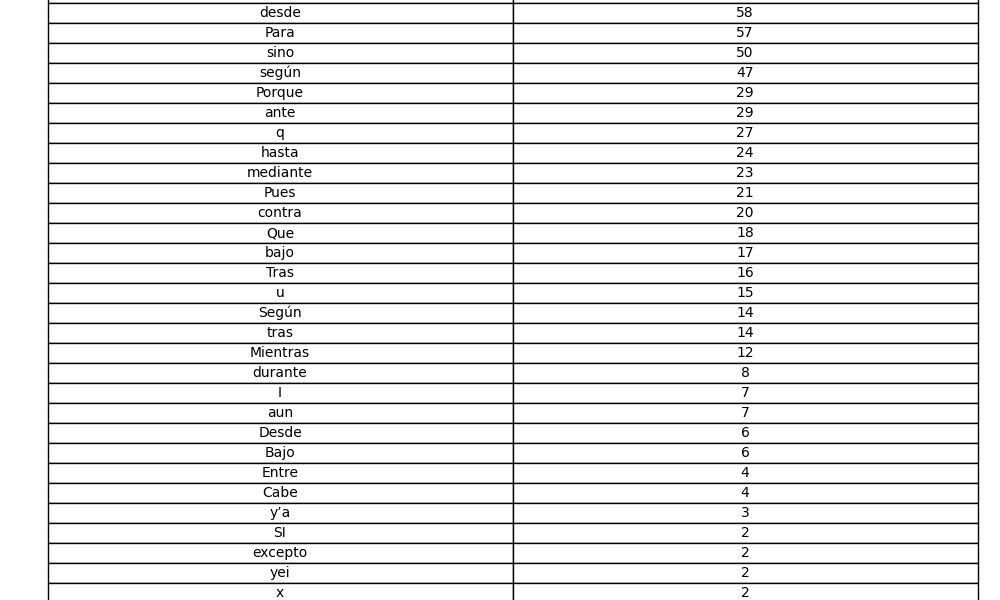 desde 58
Para 57
sino 50
según 47
Porque 29
ante 29
q 27
hasta 24
mediante 23
Pues 21
contra 20
Que 18
bajo 17
Tras 16
u 15
Según 14
tras 14
Mientras 12
durante 8
I 7
aun 7
Desde 6
Bajo 6
Entre 4
Cabe 4
y’a 3
SI 2
excepto 2
yei 2
x 2